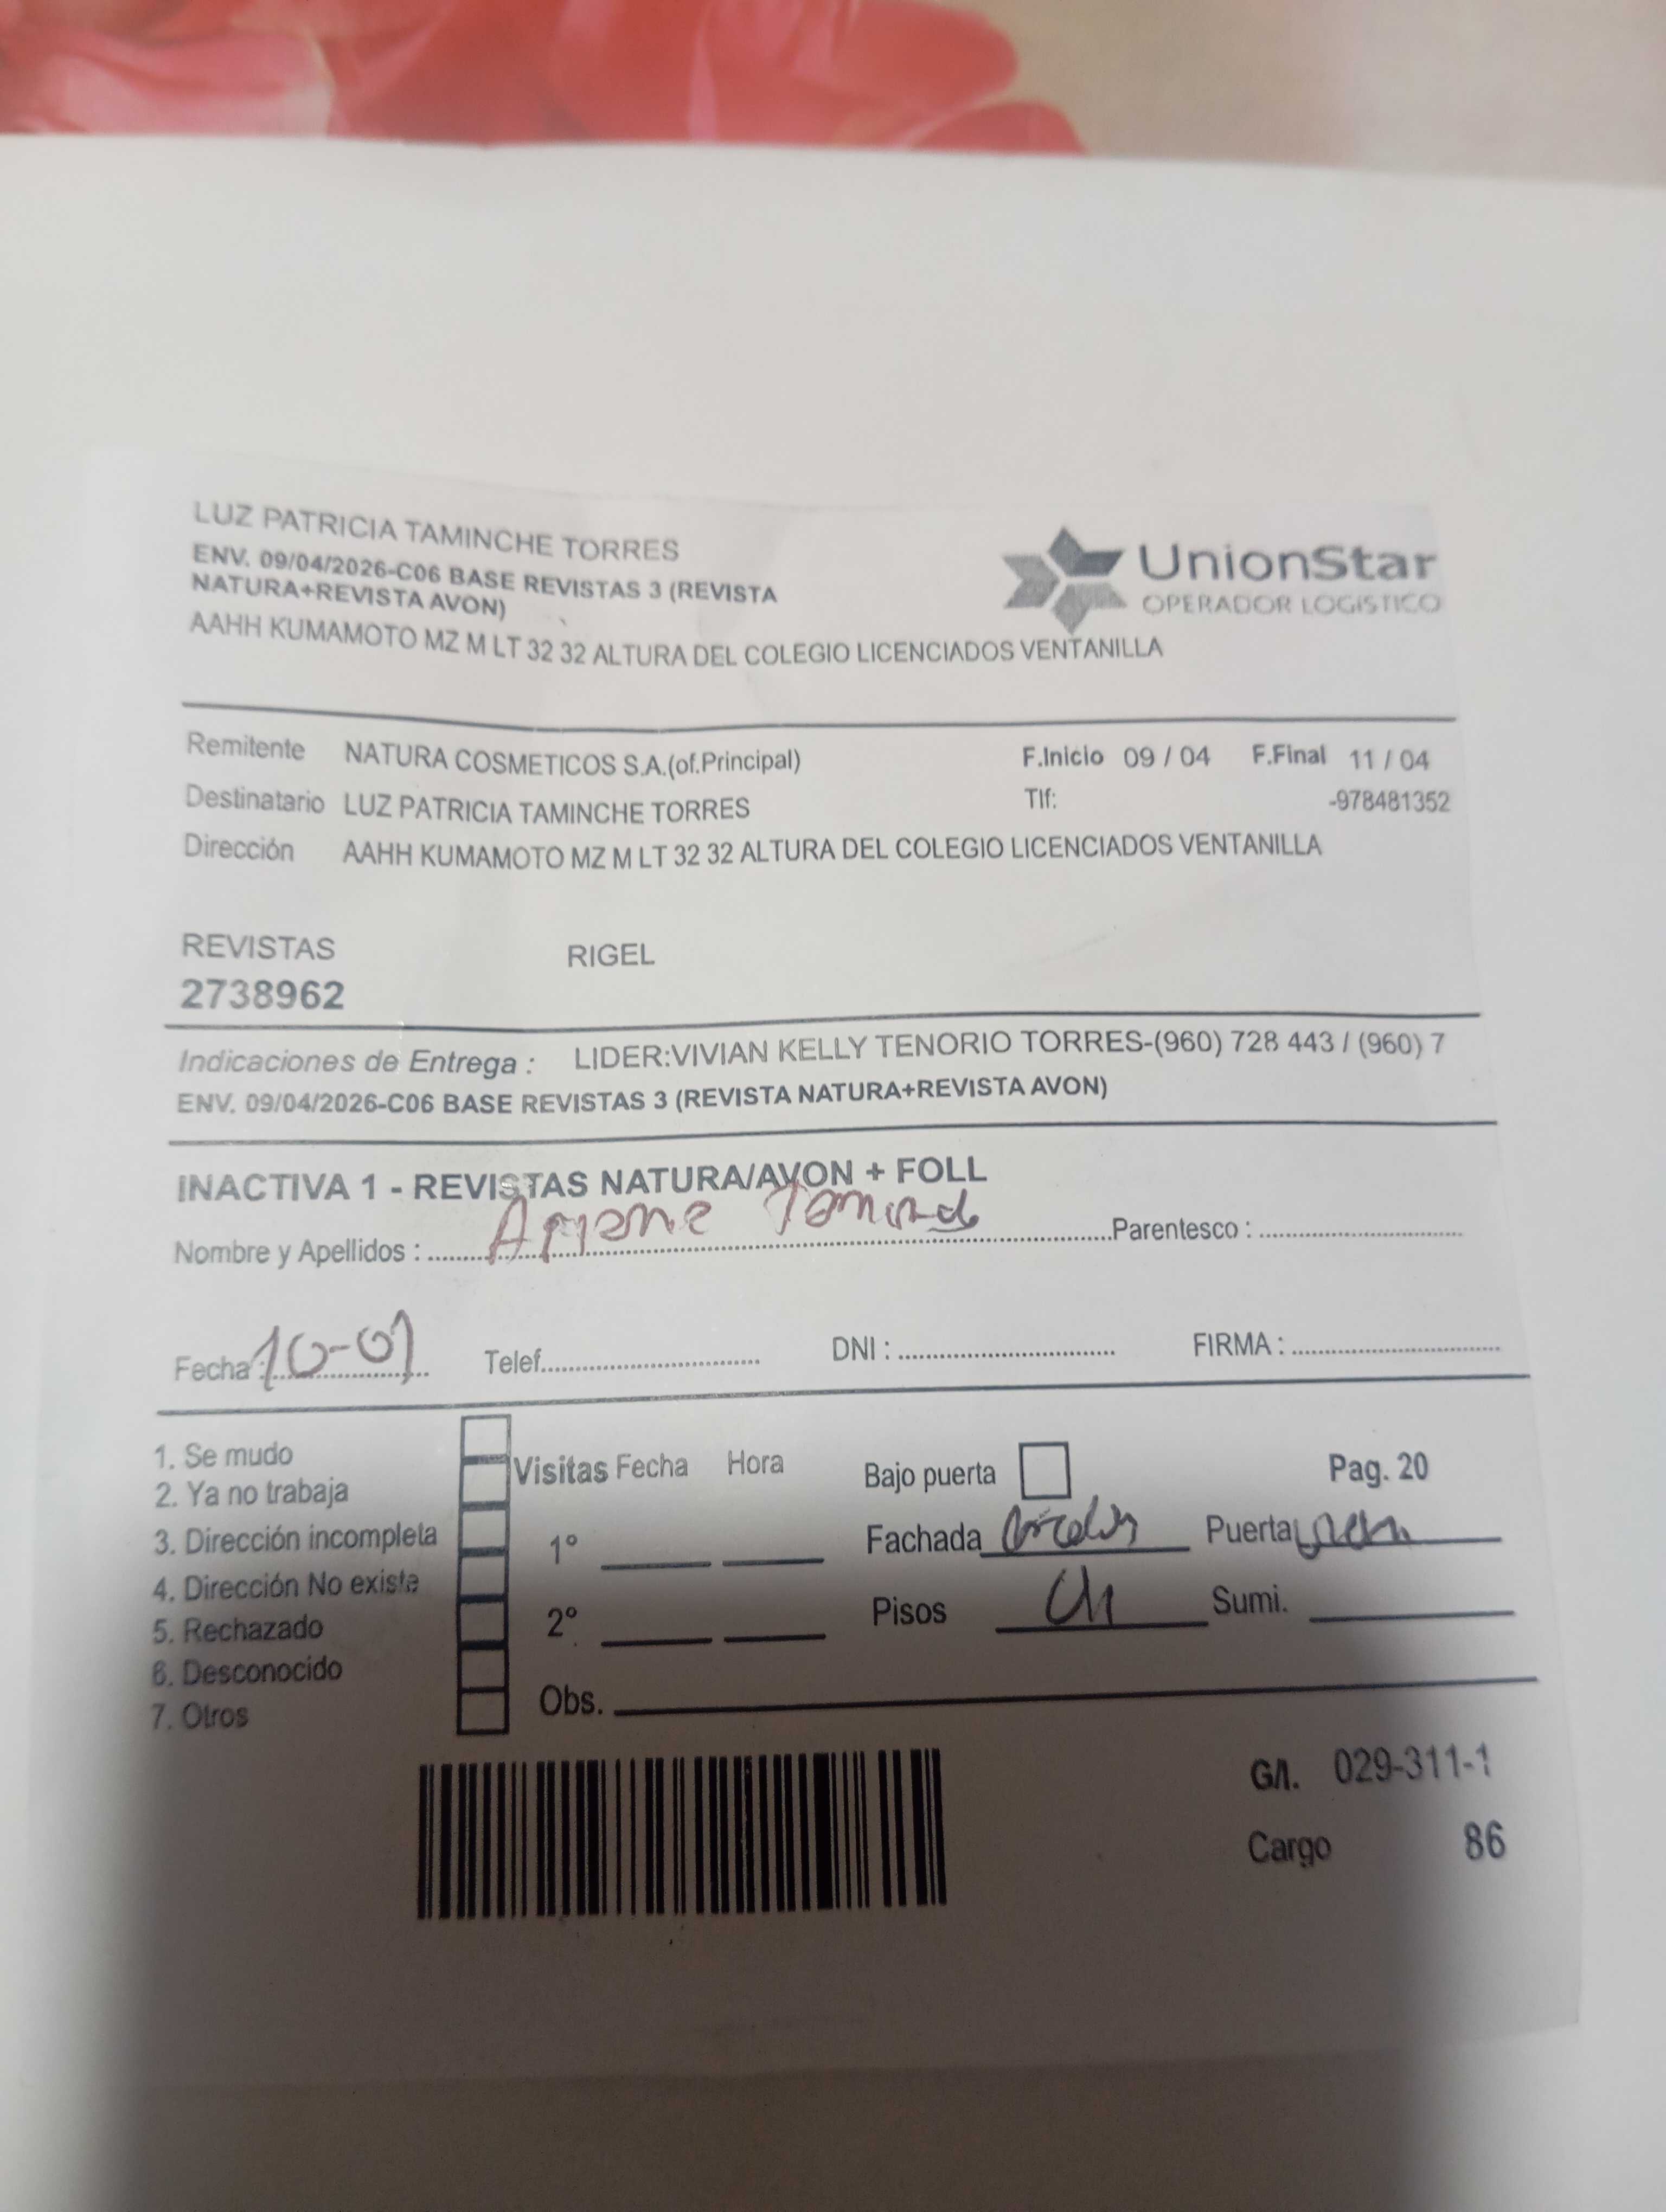 LUZ PATRICIA TAMINCHE TORRES
ENV. 09/04/2026-C06 BASE REVISTAS 3 (REVISTA
NATURA+REVISTA AVON)
AAHH KUMAMOTO MZ M LT 32 32 ALTURA DEL COLEGIO LICENCIADOS VENTANILLA
UnionStar
OPERADOR LOGISTICO
Remitente NATURA COSMETICOS S.A.(of.Principal) F.Inicio 09 / 04 F.Final 11 / 04
Destinatario LUZ PATRICIA TAMINCHE TORRES Tlf: -978481352
Dirección AAHH KUMAMOTO MZ M LT 32 32 ALTURA DEL COLEGIO LICENCIADOS VENTANILLA
REVISTAS RIGEL
2738962
Indicaciones de Entrega : LIDER:VIVIAN KELLY TENORIO TORRES-(960) 728 443 / (960) 7
ENV. 09/04/2026-C06 BASE REVISTAS 3 (REVISTA NATURA+REVISTA AVON)
INACTIVA 1 - REVISTAS NATURA/AVON + FOLL
Nombre y Apellidos : Parentesco :
Fecha : 10-01 Telef. DNI : FIRMA :
1. Se mudo
2. Ya no trabaja
3. Dirección incompleta
4. Dirección No existe
5. Rechazado
6. Desconocido
7. Otros
Visitas Fecha Hora
1°
2°
Obs.
Bajo puerta Pag. 20
Fachada Puerta
Pisos Sumi.
G/I. 029-311-1
Cargo 86